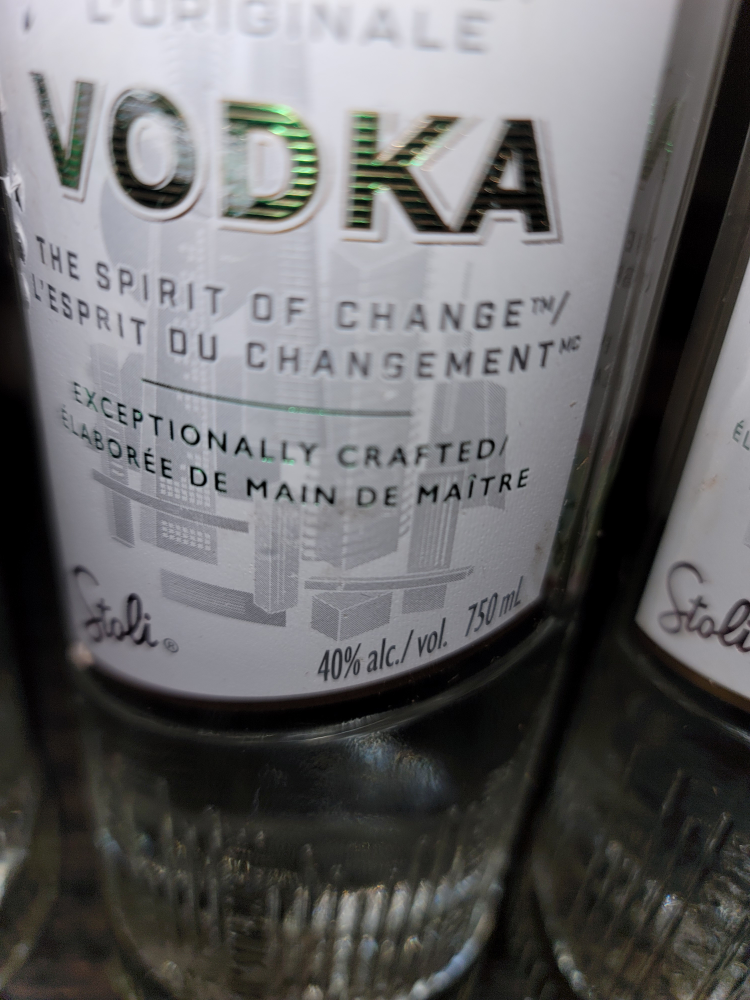 L'ORIGINALE
VODKA
THE SPIRIT OF CHANGE™/
L'ESPRIT DU CHANGEMENTᴹᶜ
EXCEPTIONALLY CRAFTED/
ÉLABORÉE DE MAIN DE MAÎTRE
Stoli®
40% alc./vol. 750 mL
Stoli